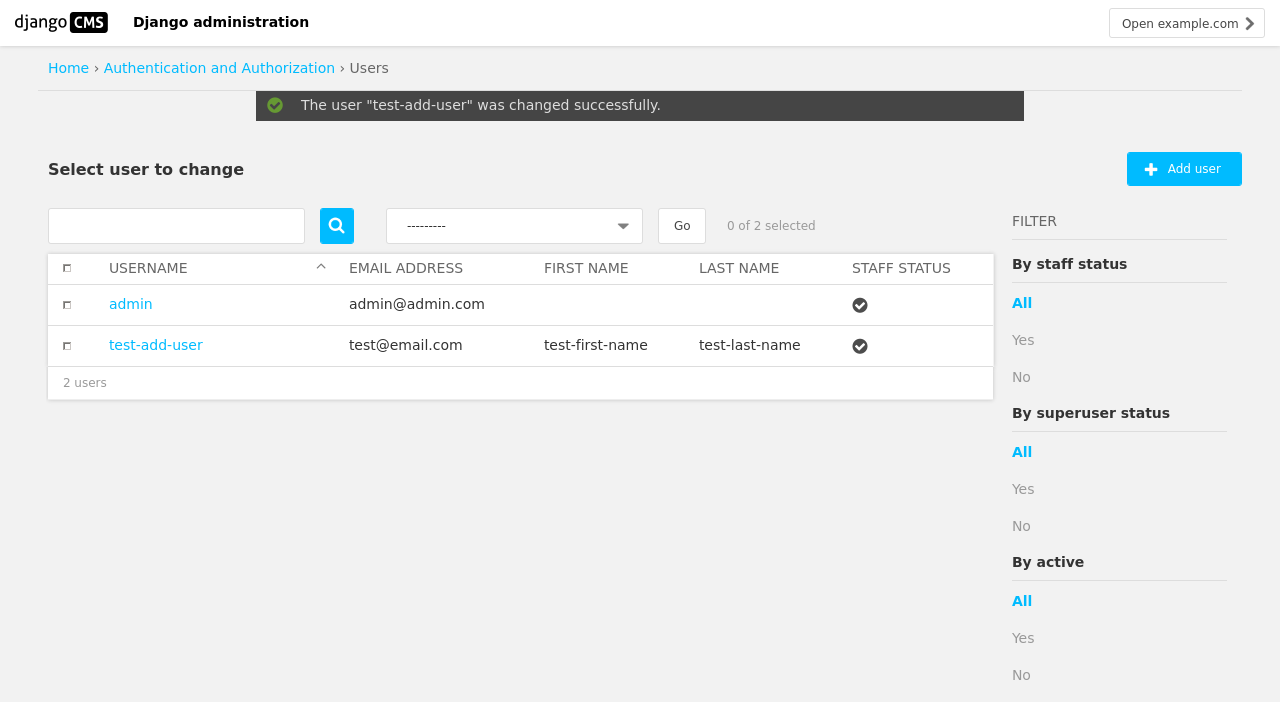 django CMS
Django administration
Open example.com
Home › Authentication and Authorization › Users
The user "test-add-user" was changed successfully.
Select user to change
Add user
---------
Go
0 of 2 selected
USERNAME EMAIL ADDRESS FIRST NAME LAST NAME STAFF STATUS
admin admin@admin.com
test-add-user test@email.com test-first-name test-last-name
2 users
FILTER
By staff status
All
Yes
No
By superuser status
All
Yes
No
By active
All
Yes
No